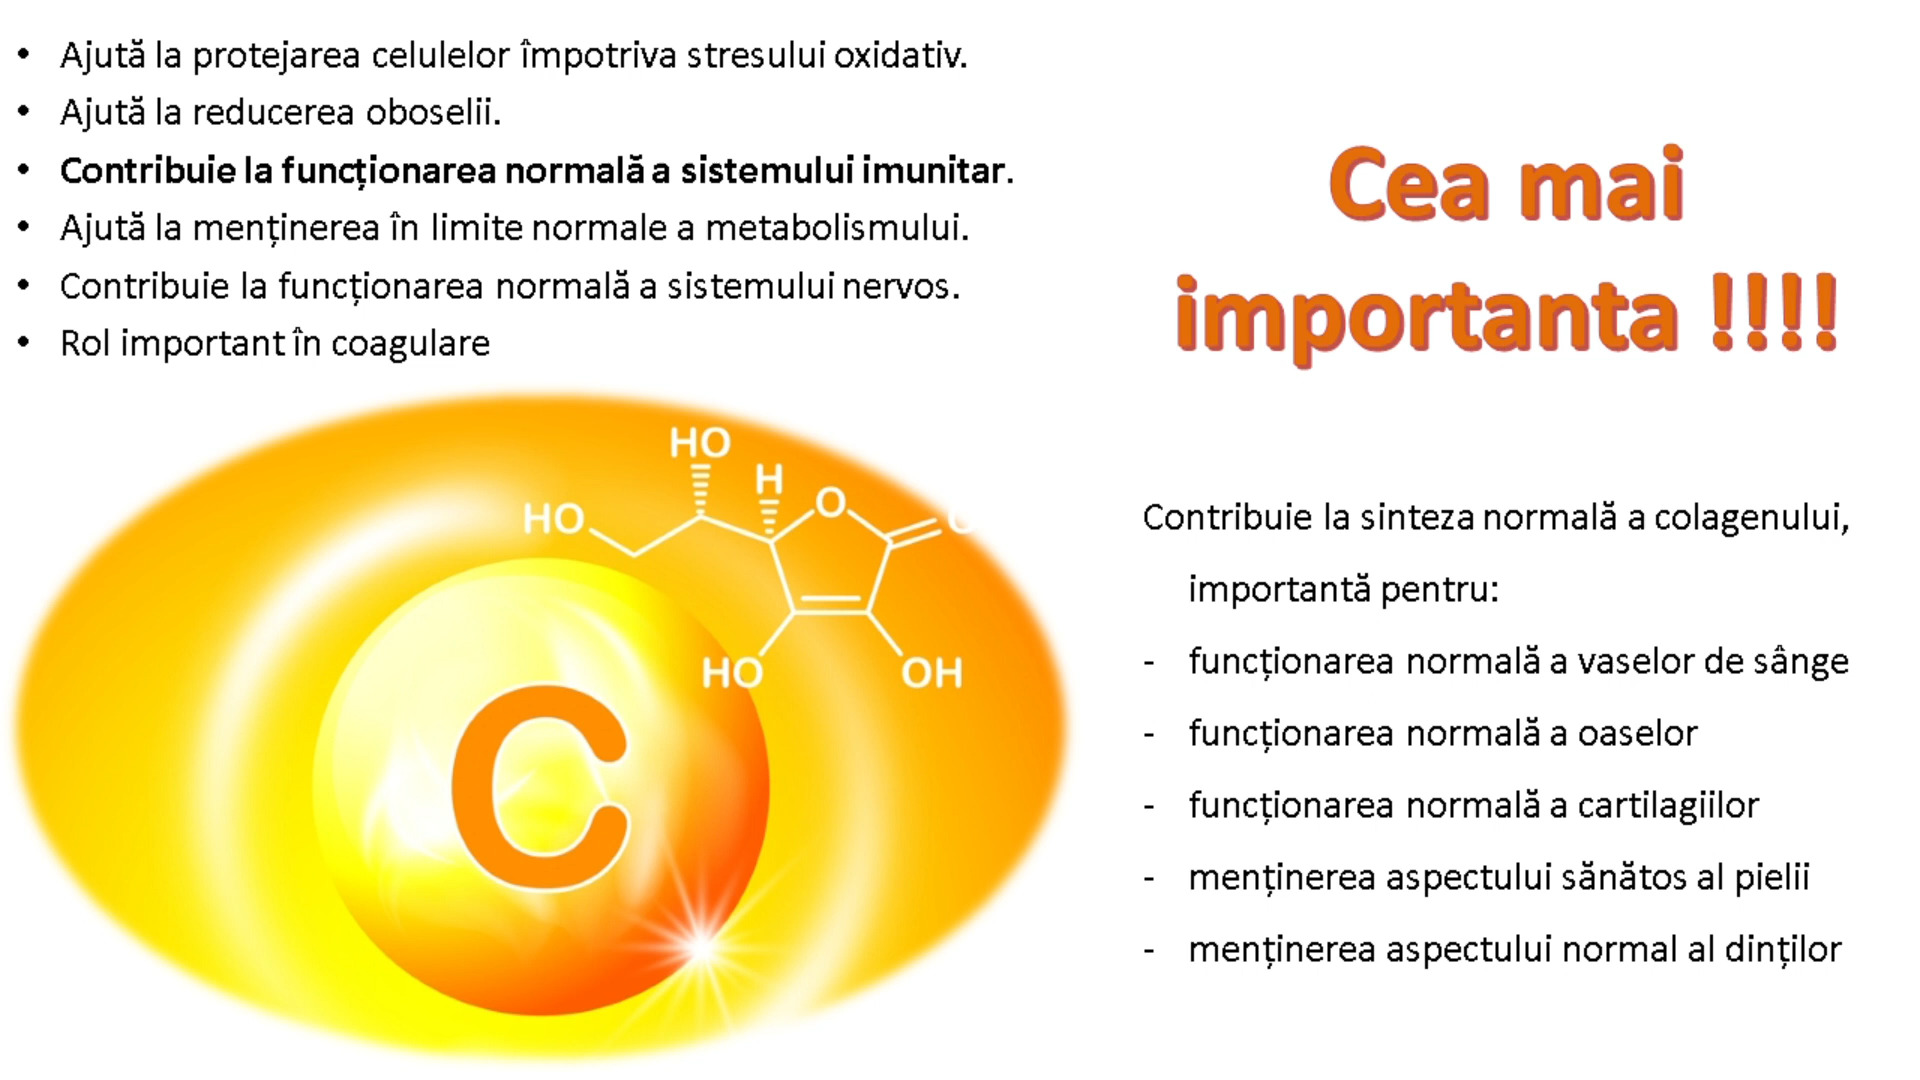 • Ajută la protejarea celulelor împotriva stresului oxidativ.
• Ajută la reducerea oboselii.
• Contribuie la funcționarea normală a sistemului imunitar.
• Ajută la menținerea în limite normale a metabolismului.
• Contribuie la funcționarea normală a sistemului nervos.
• Rol important în coagulare
Cea mai
importanta !!!!
HO
H
HO
O
O
HO
OH
C
Contribuie la sinteza normală a colagenului,
importantă pentru:
- funcționarea normală a vaselor de sânge
- funcționarea normală a oaselor
- funcționarea normală a cartilagiilor
- menținerea aspectului sănătos al pielii
- menținerea aspectului normal al dinților